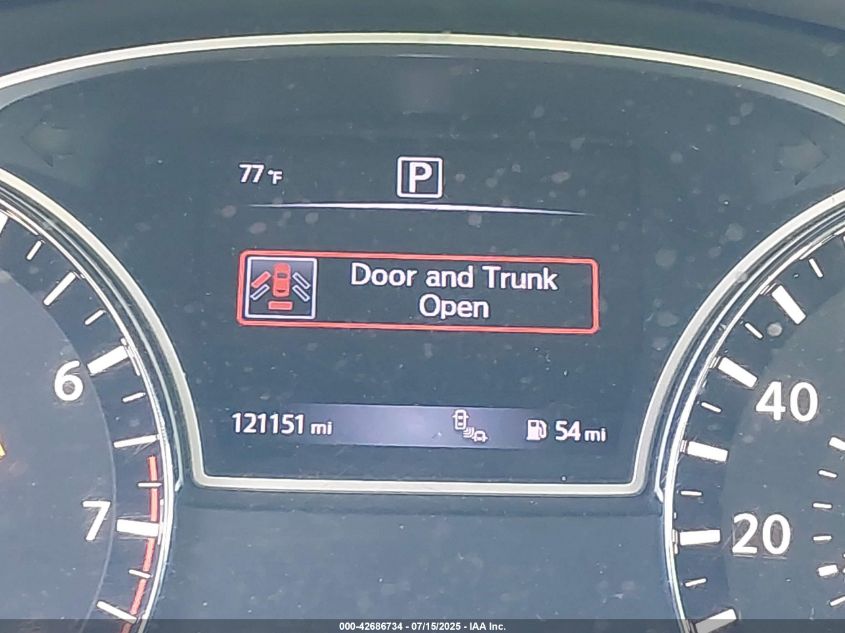 77°F
P
Door and Trunk
Open
121151 mi
54 mi
6
7
40
20
000-42686734 - 07/15/2025 - IAA Inc.